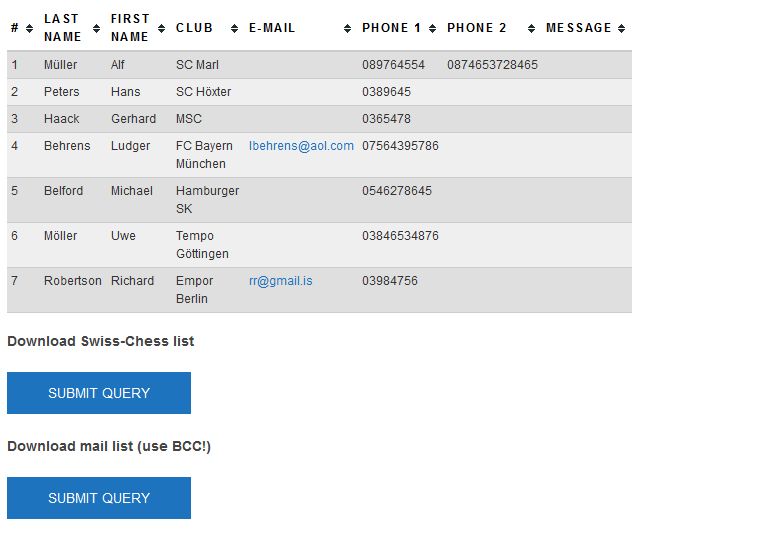 # LAST NAME FIRST NAME CLUB E-MAIL PHONE 1 PHONE 2 MESSAGE
1 Müller Alf SC Marl 089764554 0874653728465
2 Peters Hans SC Höxter 0389645
3 Haack Gerhard MSC 0365478
4 Behrens Ludger FC Bayern München lbehrens@aol.com 07564395786
5 Belford Michael Hamburger SK 0546278645
6 Möller Uwe Tempo Göttingen 03846534876
7 Robertson Richard Empor Berlin rr@gmail.is 03984756
Download Swiss-Chess list
SUBMIT QUERY
Download mail list (use BCC!)
SUBMIT QUERY